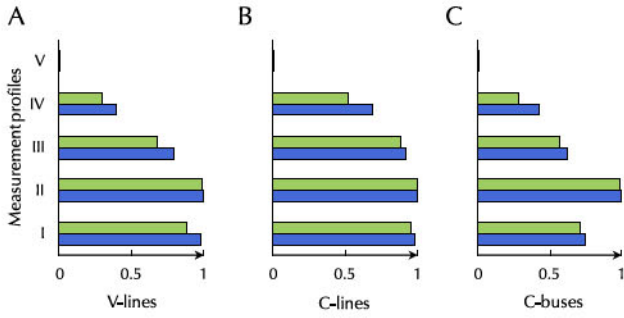 A
B
C
Measurement profiles
V
IV
III
II
I
0 0.5 1
0 0.5 1
0 0.5 1
V-lines
C-lines
C-buses